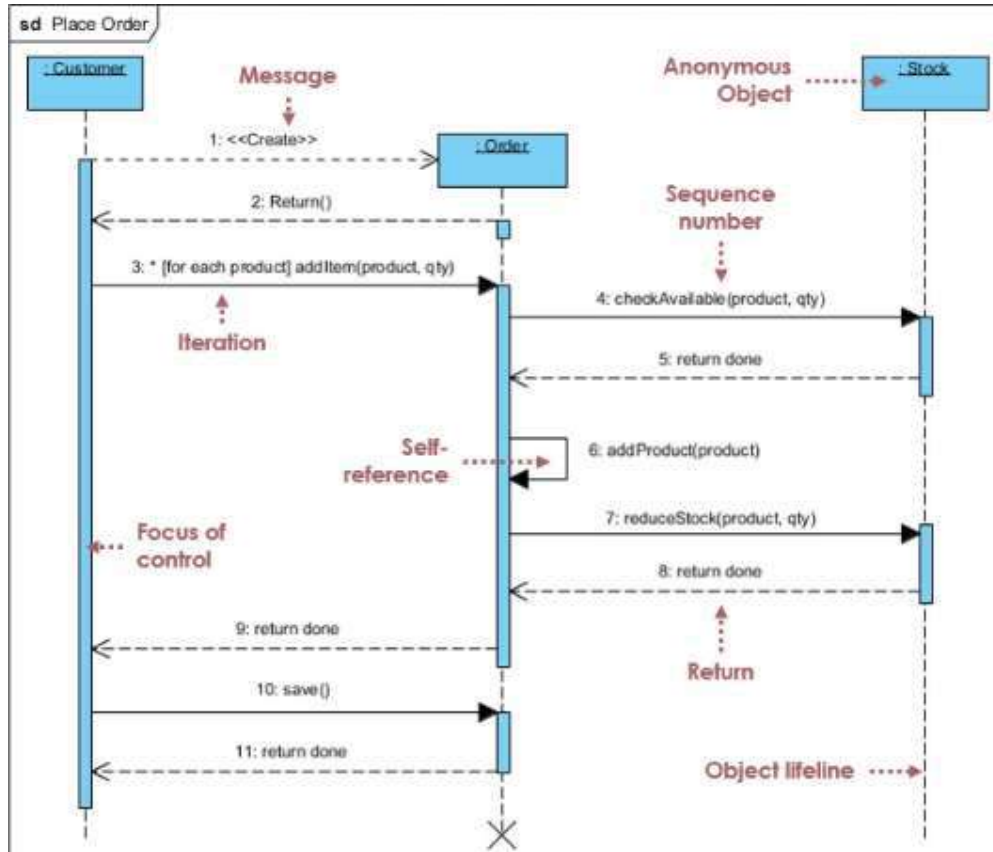 sd Place Order
: Customer
Message
Anonymous
Object
: Stock
1: <<Create>>
: Order
2: Return()
Sequence
number
3: * [for each product] addItem(product, qty)
4: checkAvailable(product, qty)
Iteration
5: return done
Self-
reference
6: addProduct(product)
7: reduceStock(product, qty)
Focus of
control
8: return done
9: return done
Return
10: save()
11: return done
Object lifeline